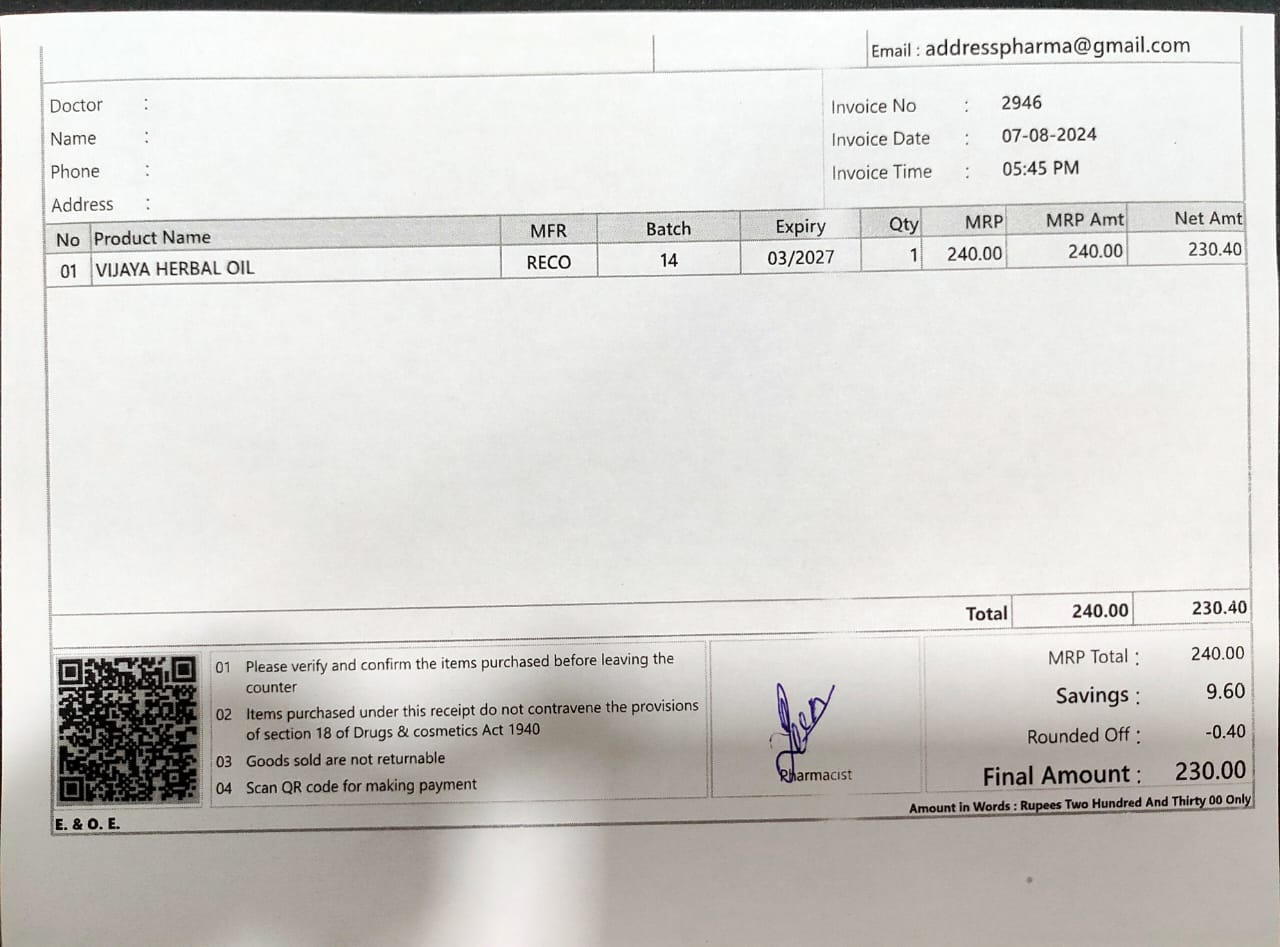 Email : addresspharma@gmail.com
Doctor :
Name :
Phone :
Address :
Invoice No : 2946
Invoice Date : 07-08-2024
Invoice Time : 05:45 PM
No Product Name MFR Batch Expiry Qty MRP MRP Amt Net Amt
01 VIJAYA HERBAL OIL RECO 14 03/2027 1 240.00 240.00 230.40
Total 240.00 230.40
01 Please verify and confirm the items purchased before leaving the
counter
02 Items purchased under this receipt do not contravene the provisions
of section 18 of Drugs & cosmetics Act 1940
03 Goods sold are not returnable
04 Scan QR code for making payment
Pharmacist
MRP Total : 240.00
Savings : 9.60
Rounded Off : -0.40
Final Amount : 230.00
Amount in Words : Rupees Two Hundred And Thirty 00 Only
E. & O. E.